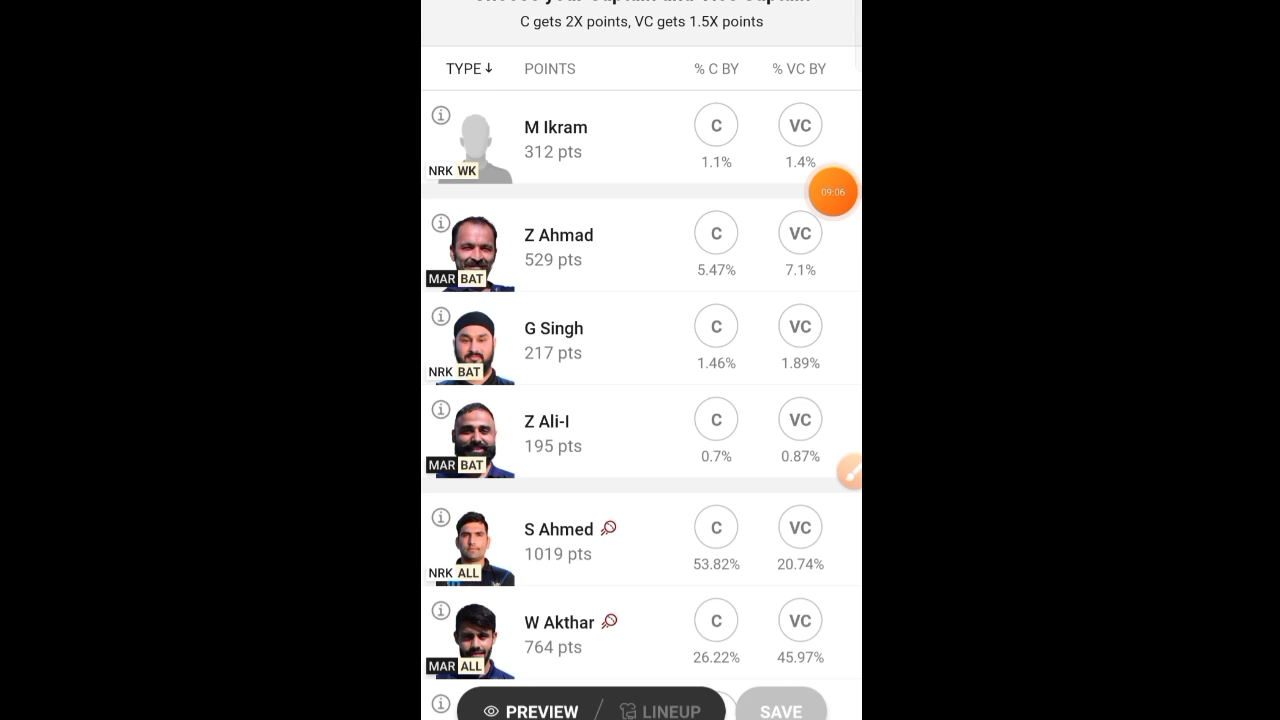 C gets 2X points, VC gets 1.5X points
TYPE↓ POINTS % C BY % VC BY
M Ikram
312 pts
C VC
1.1% 1.4%
NRK WK
09:06
Z Ahmad
529 pts
C VC
5.47% 7.1%
MAR BAT
G Singh
217 pts
C VC
1.46% 1.89%
NRK BAT
Z Ali-I
195 pts
C VC
0.7% 0.87%
MAR BAT
S Ahmed
1019 pts
C VC
53.82% 20.74%
NRK ALL
W Akthar
764 pts
C VC
26.22% 45.97%
MAR ALL
PREVIEW / LINEUP SAVE